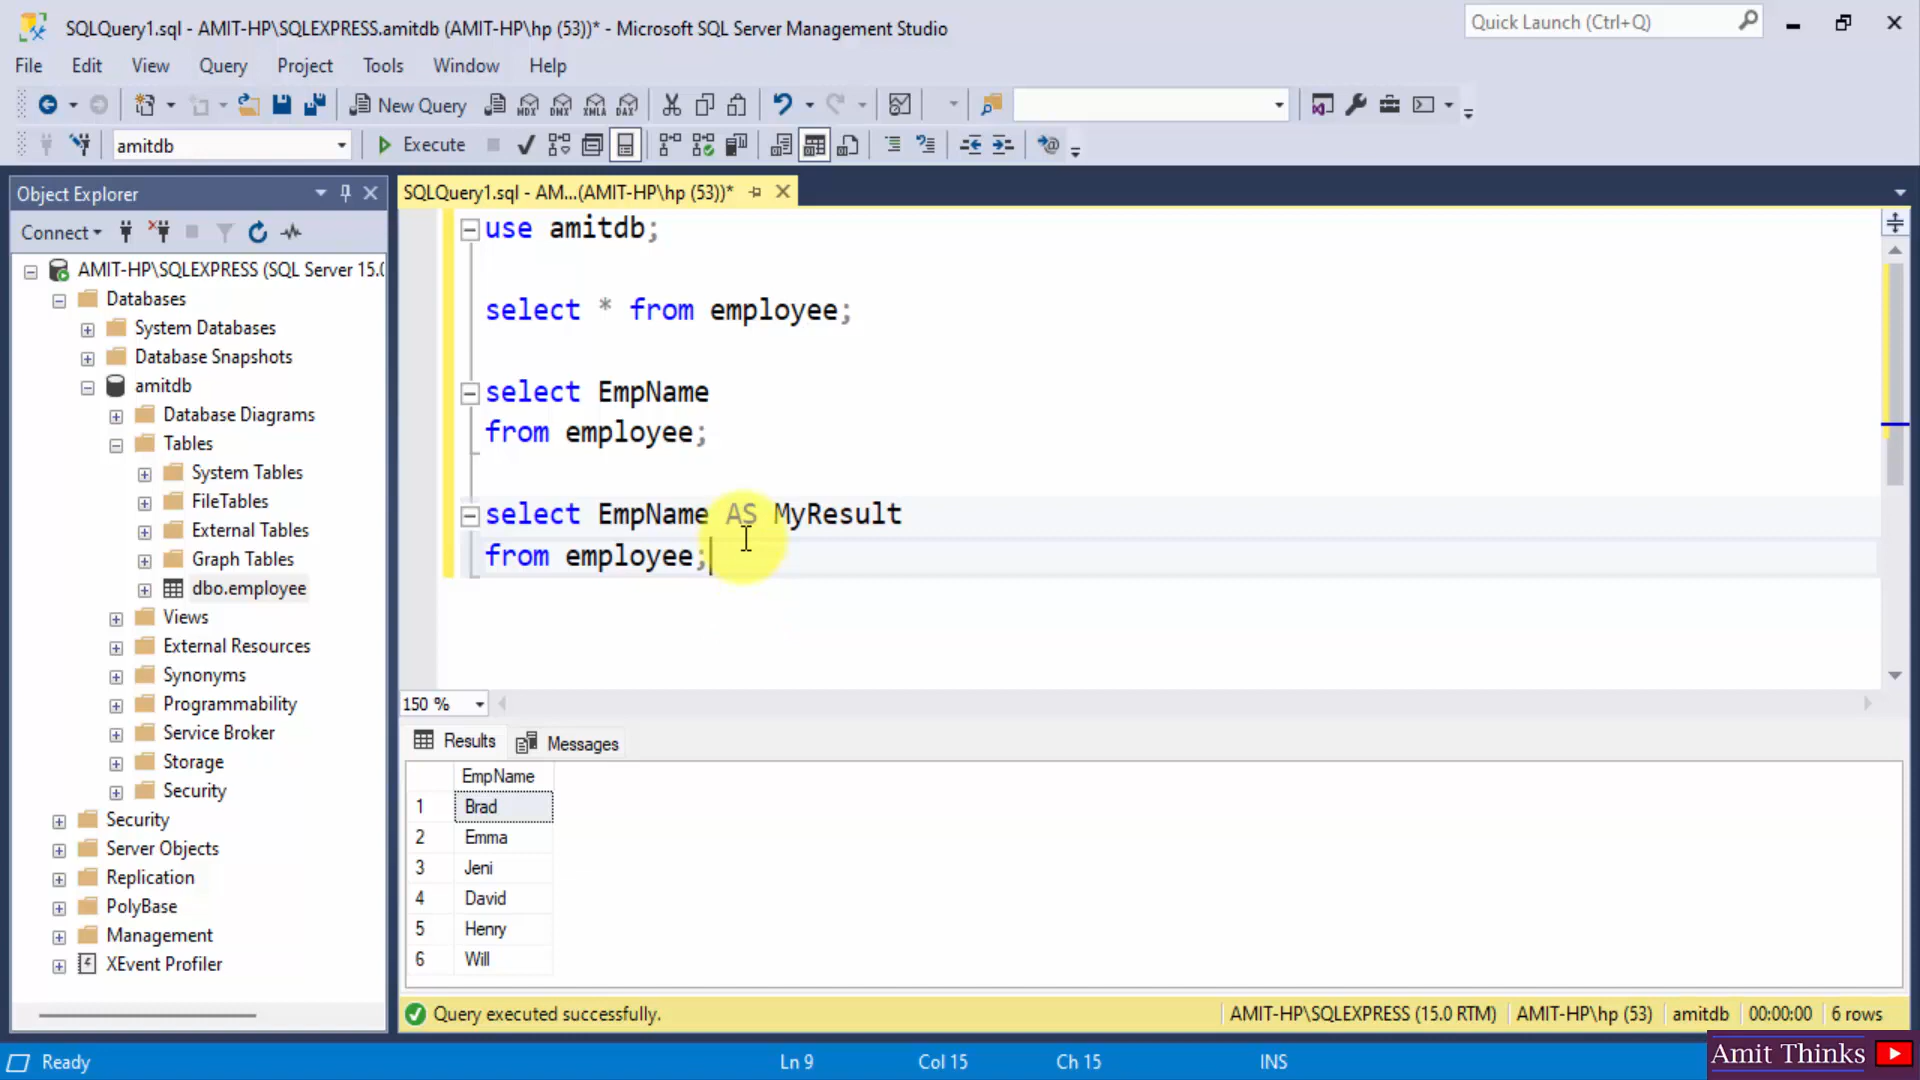 SQLQuery1.sql - AMIT-HP\SQLEXPRESS.amitdb (AMIT-HP\hp (53))* - Microsoft SQL Server Management Studio
Quick Launch (Ctrl+Q)
File Edit View Query Project Tools Window Help
New Query
MDX DMX XMLA DAX
amitdb
Execute
Object Explorer
SQLQuery1.sql - AM...(AMIT-HP\hp (53))*
Connect
AMIT-HP\SQLEXPRESS (SQL Server 15.0
Databases
System Databases
Database Snapshots
amitdb
Database Diagrams
Tables
System Tables
FileTables
External Tables
Graph Tables
dbo.employee
Views
External Resources
Synonyms
Programmability
Service Broker
Storage
Security
Security
Server Objects
Replication
PolyBase
Management
XEvent Profiler
use amitdb;
select * from employee;
select EmpName
from employee;
select EmpName AS MyResult
from employee;
150 %
Results
Messages
EmpName
1 Brad
2 Emma
3 Jeni
4 David
5 Henry
6 Will
Query executed successfully.
AMIT-HP\SQLEXPRESS (15.0 RTM)
AMIT-HP\hp (53)
amitdb
00:00:00
6 rows
Ready
Ln 9
Col 15
Ch 15
INS
Amit Thinks